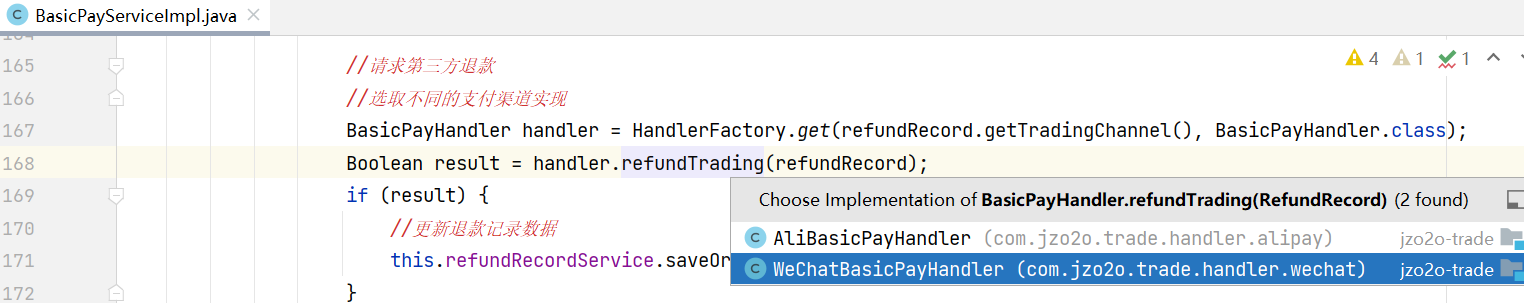 BasicPayServiceImpl.java
165 //请求第三方退款
4 1 1
166 //选取不同的支付渠道实现
167 BasicPayHandler handler = HandlerFactory.get(refundRecord.getTradingChannel(), BasicPayHandler.class);
168 Boolean result = handler.refundTrading(refundRecord);
169 if (result) {
Choose Implementation of BasicPayHandler.refundTrading(RefundRecord) (2 found)
170 //更新退款记录数据
AliBasicPayHandler (com.jzo2o.trade.handler.alipay) jzo2o-trade
171 this.refundRecordService.saveOr
WeChatBasicPayHandler (com.jzo2o.trade.handler.wechat) jzo2o-trade
172 }